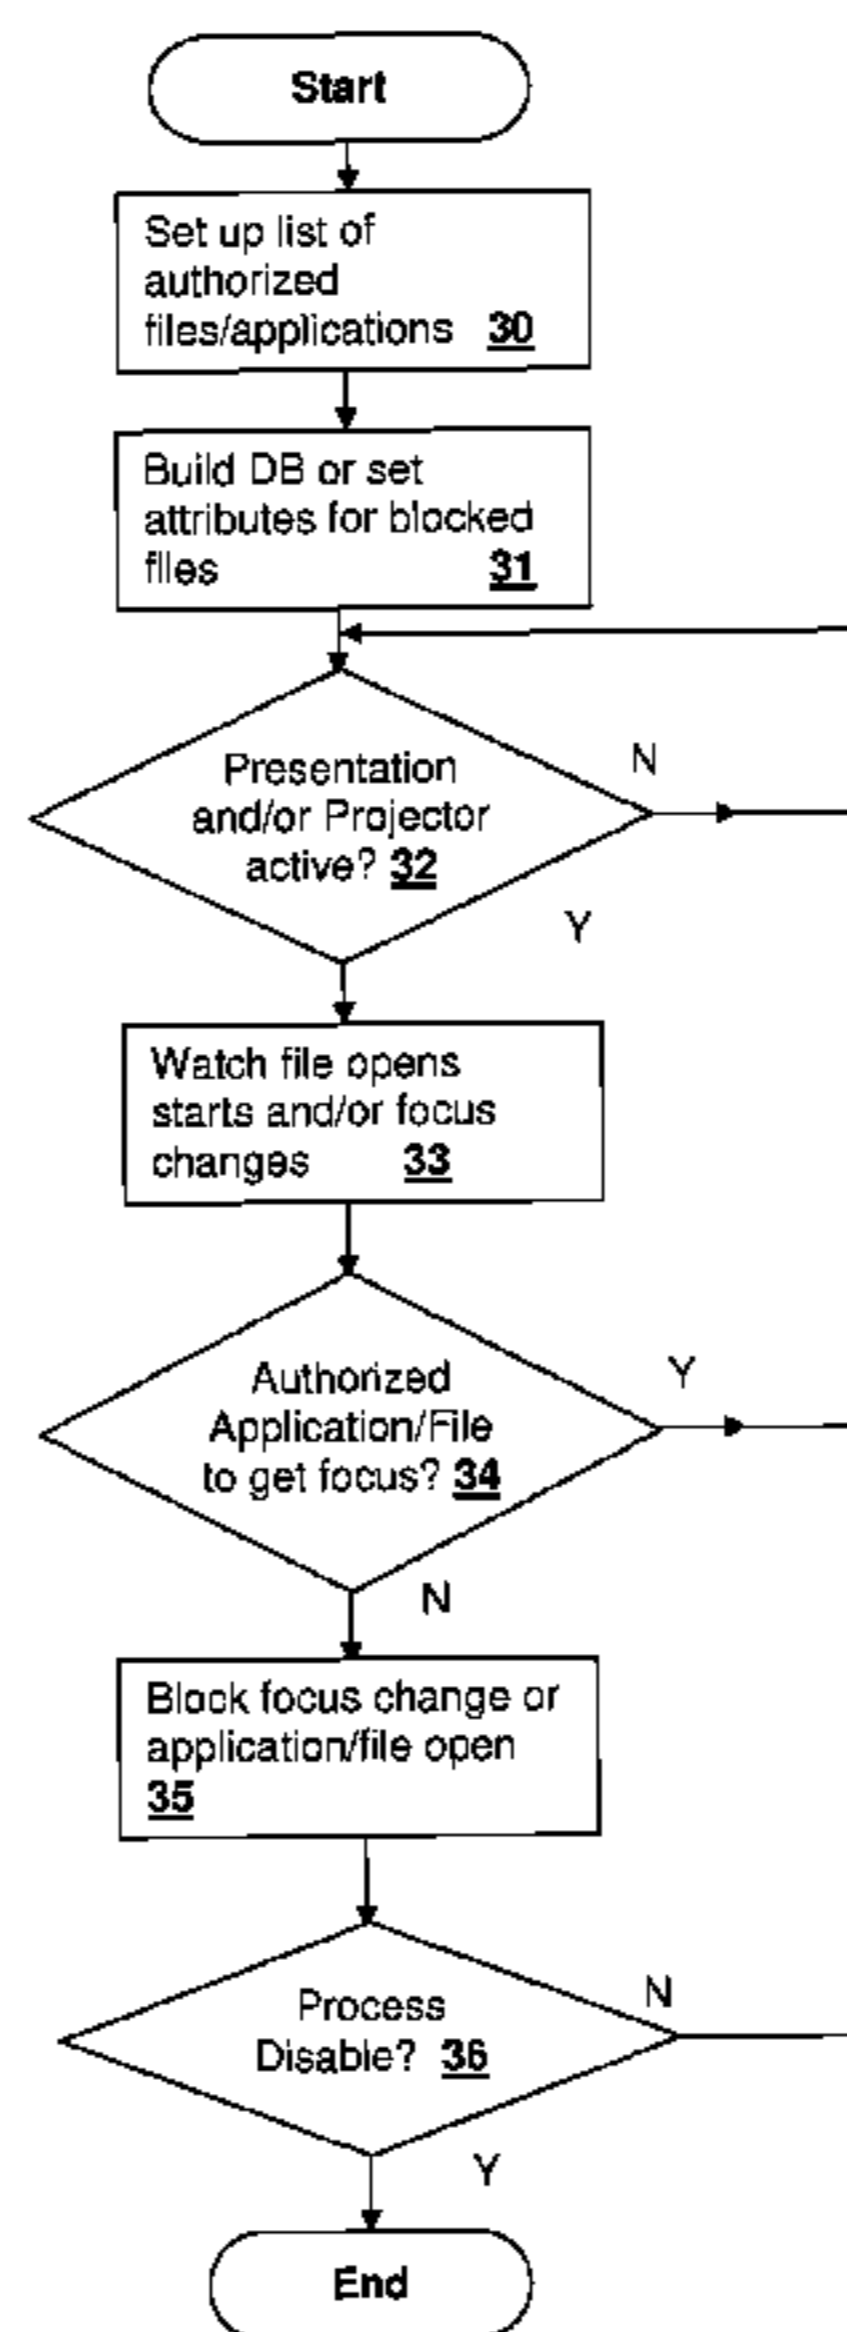 Start
Set up list of
authorized
files/applications 30
Build DB or set
attributes for blocked
files 31
Presentation
and/or Projector
active? 32
N
Y
Watch file opens
starts and/or focus
changes 33
Authorized
Application/File
to get focus? 34
Y
N
Block focus change or
application/file open
35
Process
Disable? 36
N
Y
End